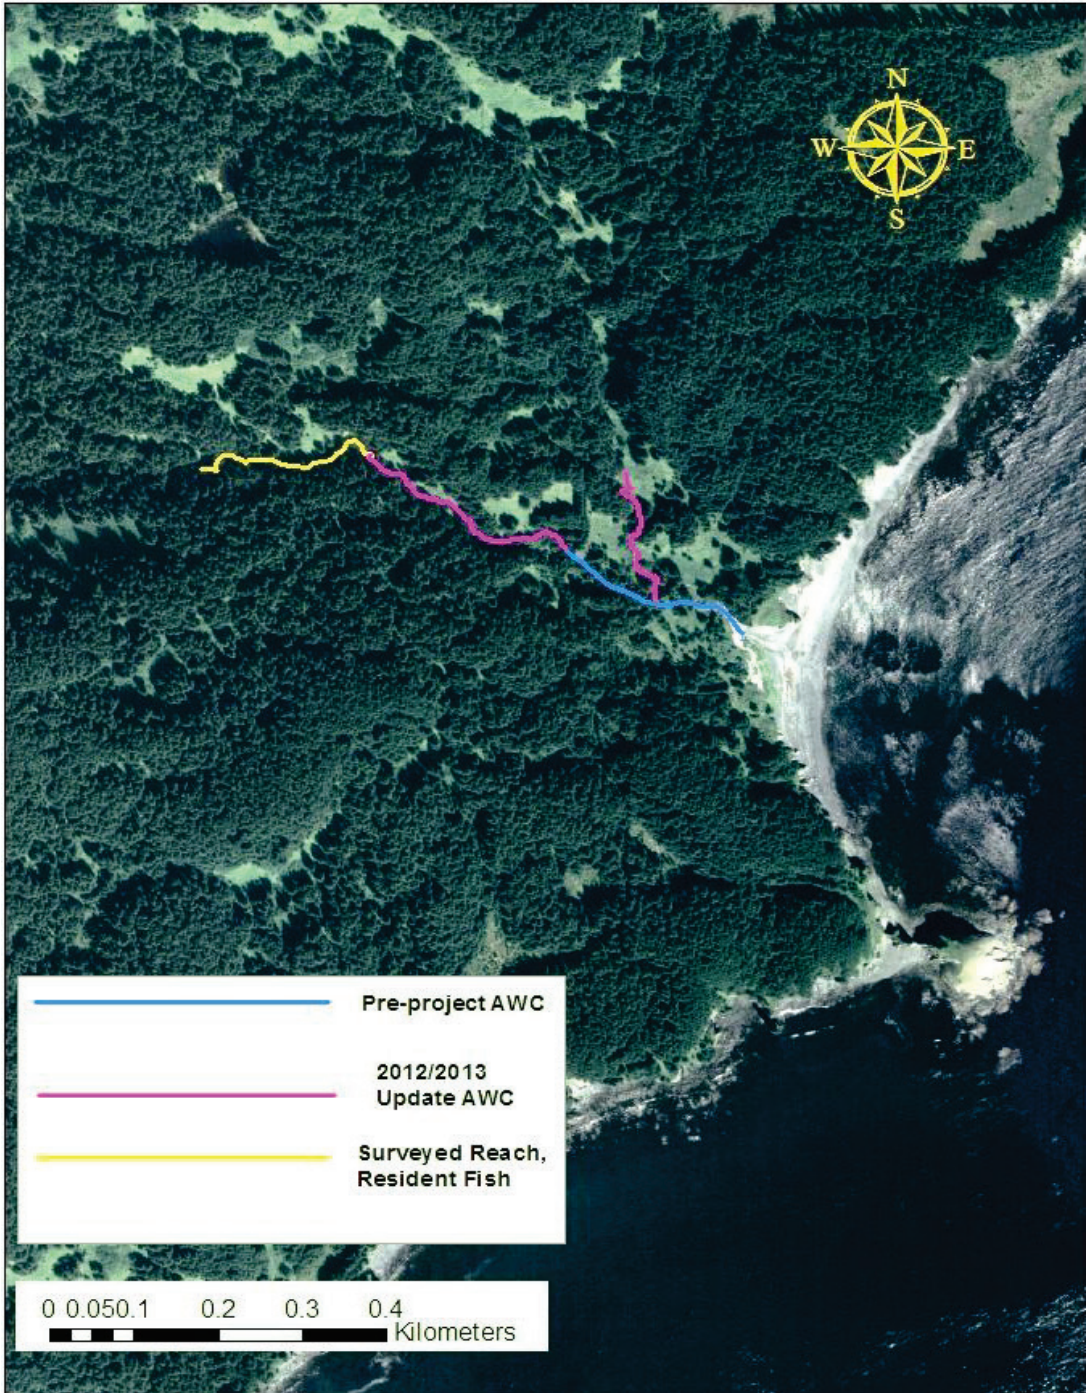 N
W E
S
Pre-project AWC
2012/2013
Update AWC
Surveyed Reach,
Resident Fish
0 0.050.1 0.2 0.3 0.4
Kilometers